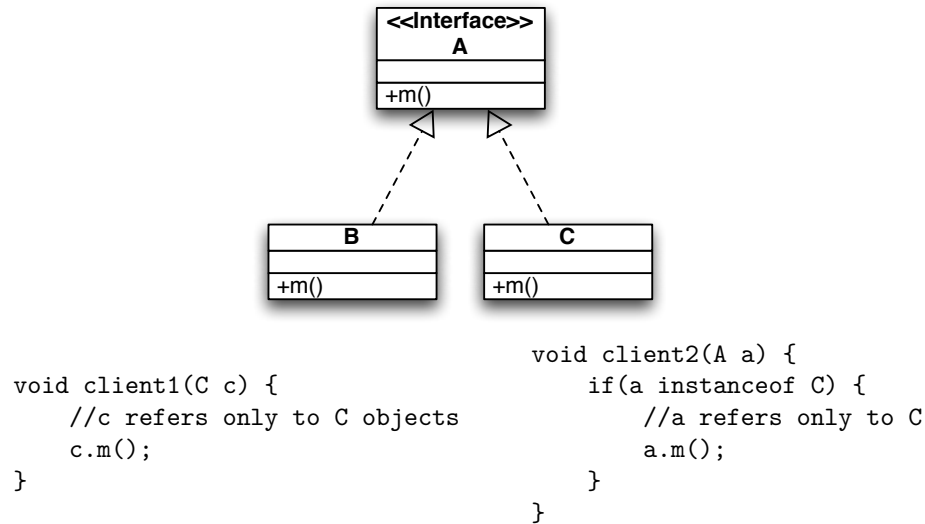 <<Interface>>
A
+m()
B
+m()
C
+m()
void client1(C c) {
    //c refers only to C objects
    c.m();
}
void client2(A a) {
    if(a instanceof C) {
        //a refers only to C
        a.m();
    }
}